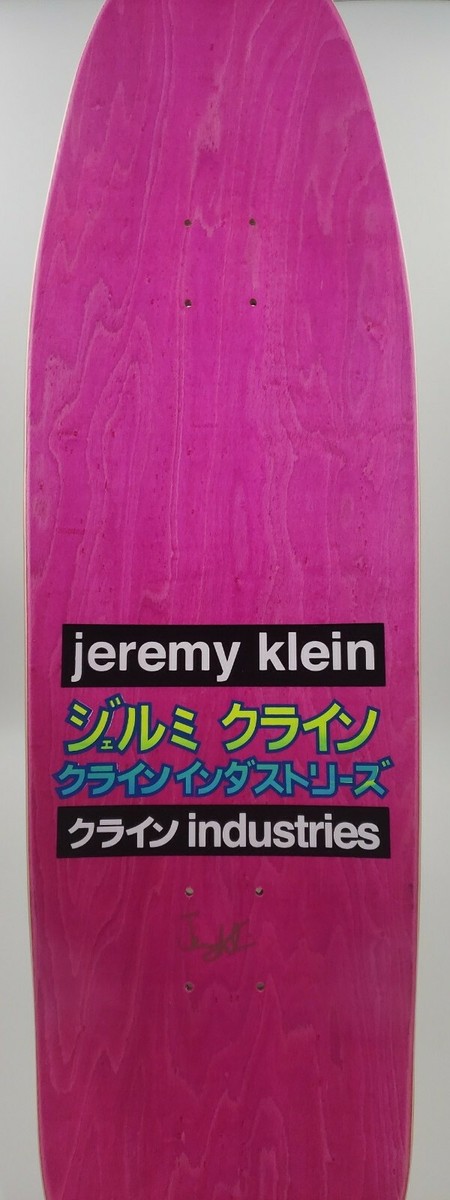 jeremy klein
ジェルミ クライン
クラインインダストリーズ
クライン industries